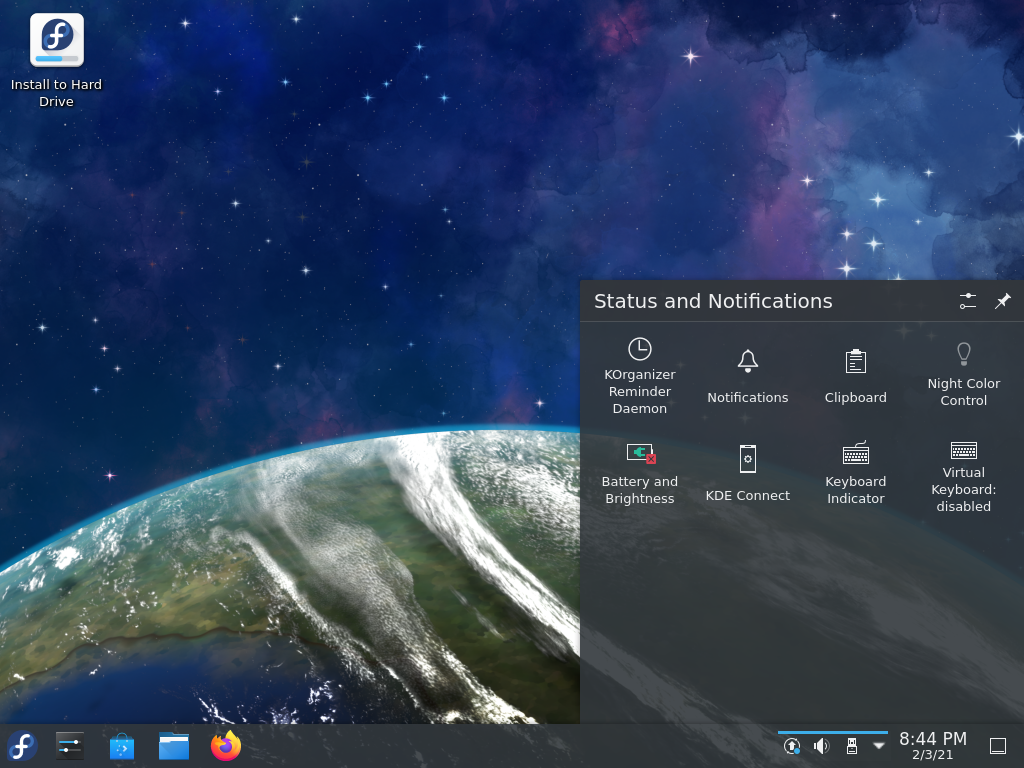 Install to Hard
Drive
Status and Notifications
KOrganizer
Reminder
Daemon
Notifications
Clipboard
Night Color
Control
Battery and
Brightness
KDE Connect
Keyboard
Indicator
Virtual
Keyboard:
disabled
8:44 PM
2/3/21